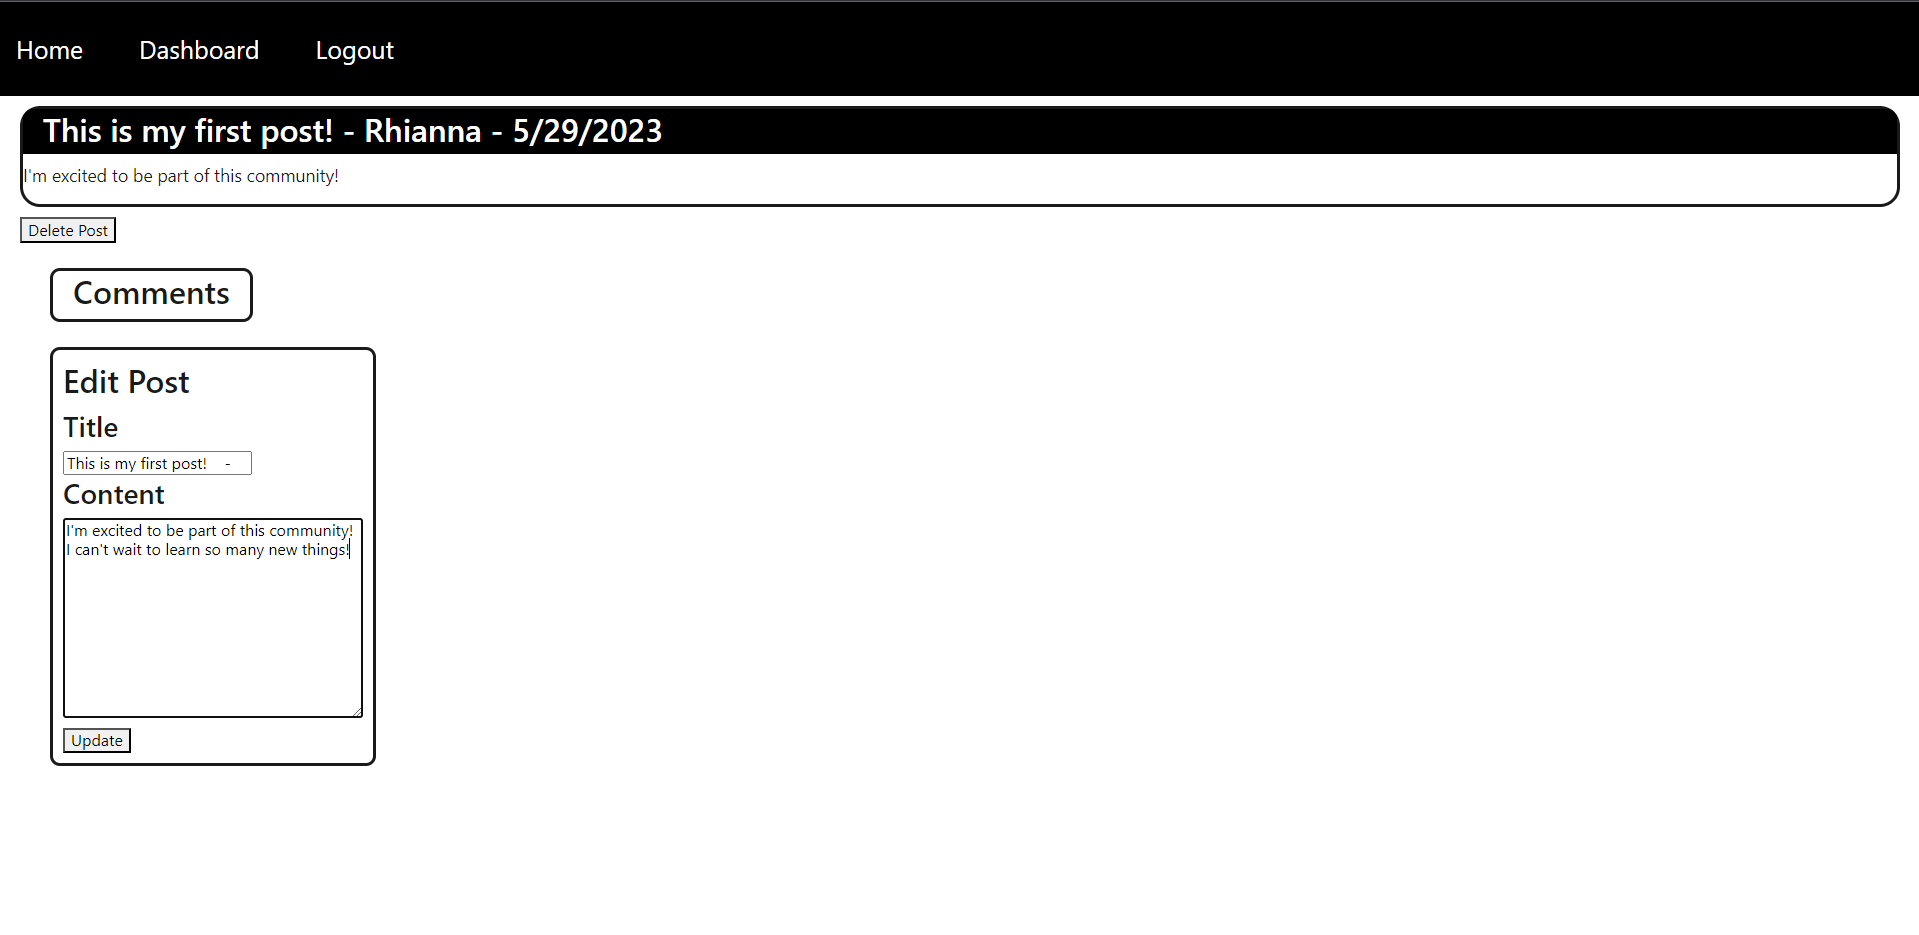 Home Dashboard Logout
This is my first post! - Rhianna - 5/29/2023
I'm excited to be part of this community!
Delete Post
Comments
Edit Post
Title
This is my first post! -
Content
I'm excited to be part of this community!
I can't wait to learn so many new things!
Update